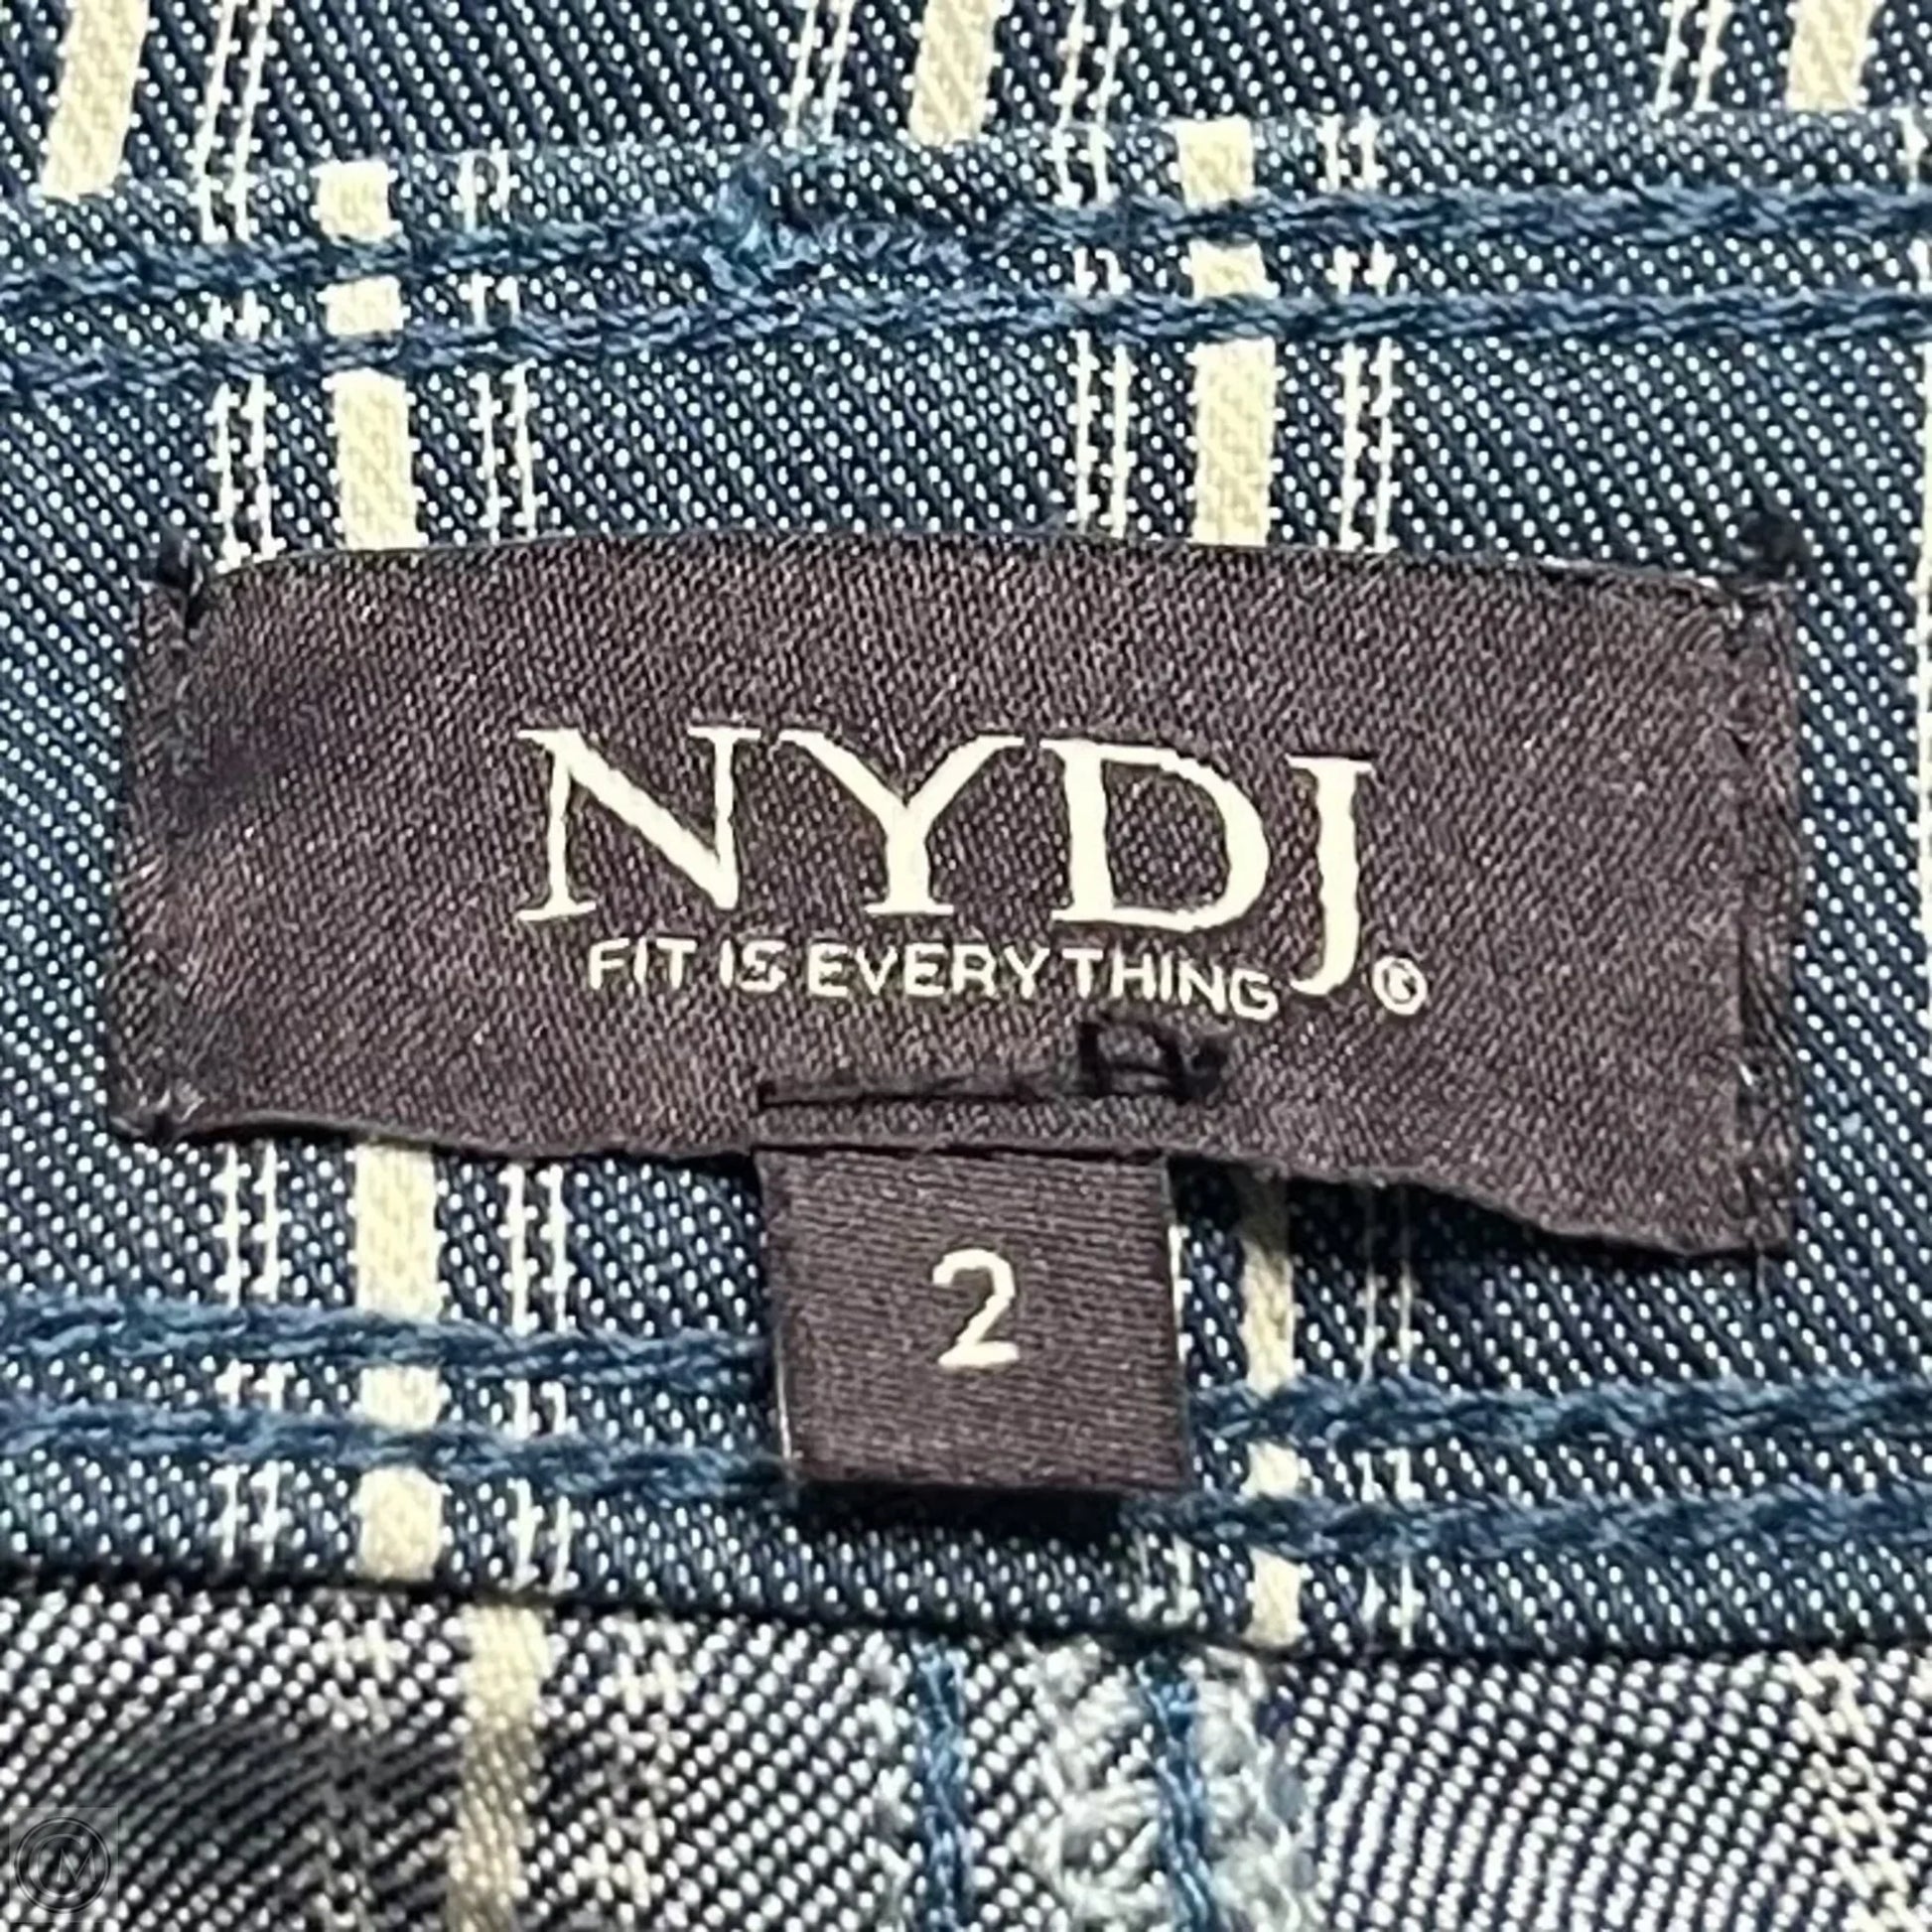 NYDJ
FIT IS EVERYTHING ®
2